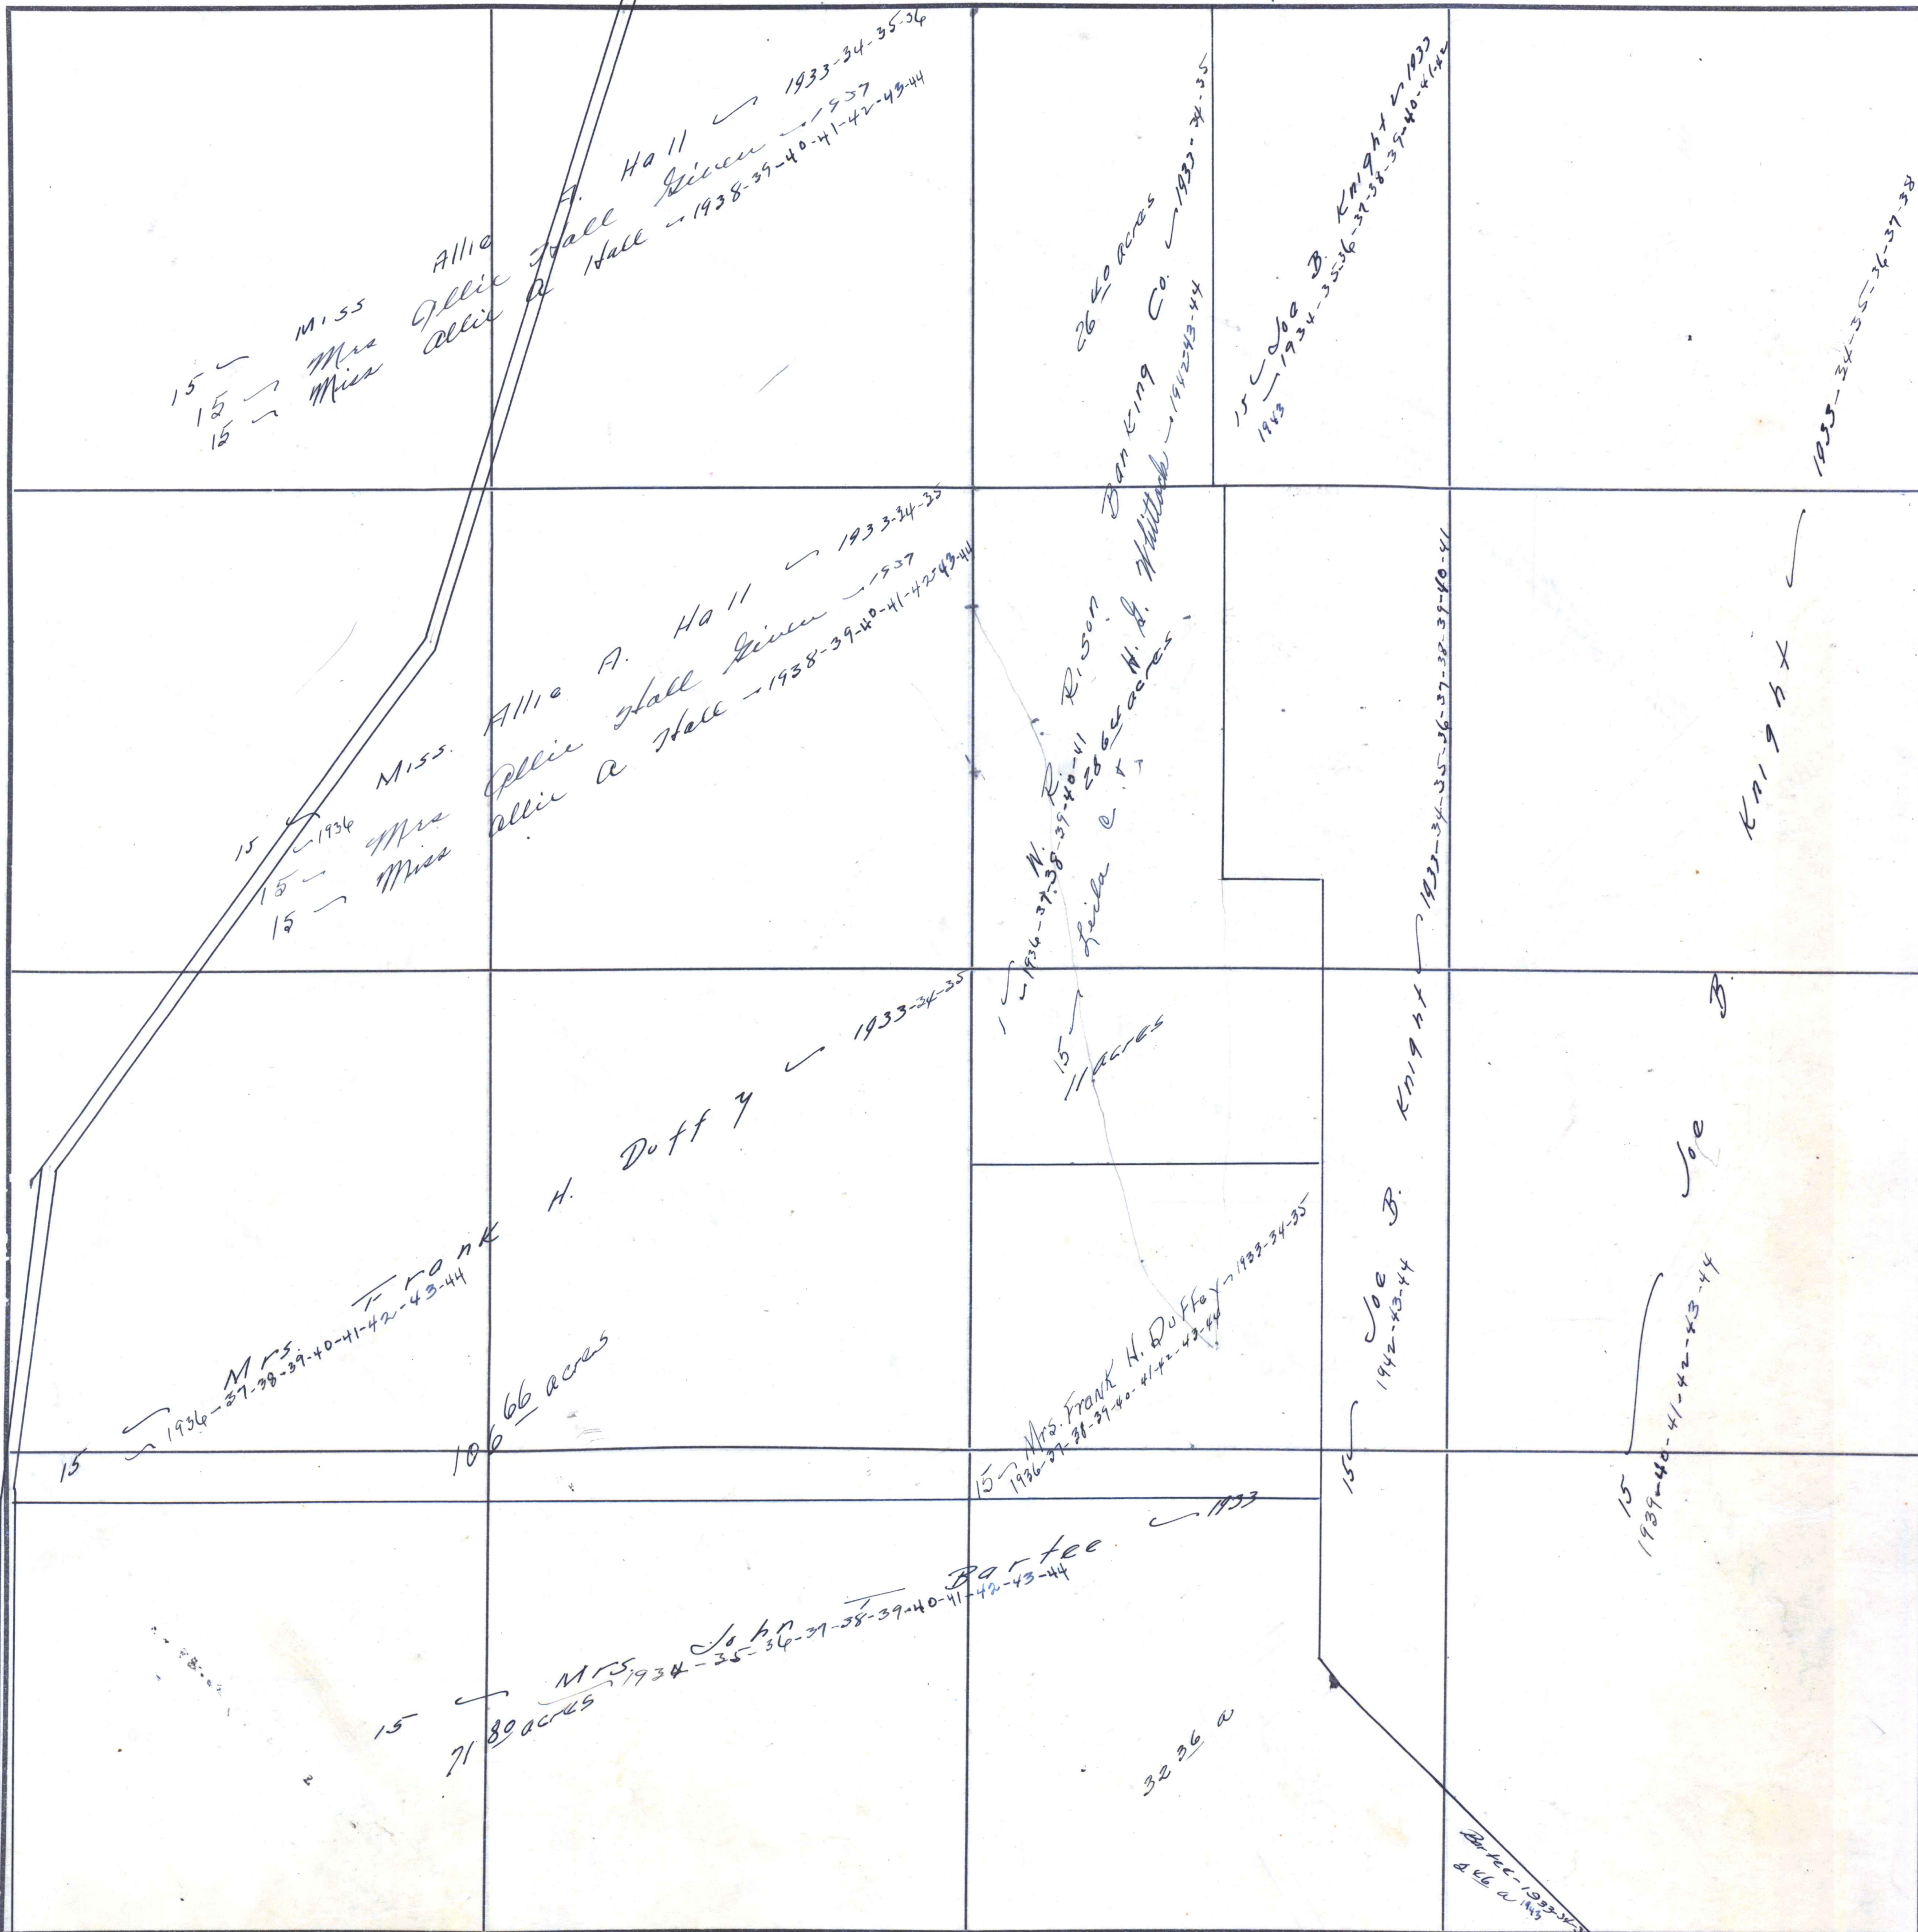 15 Miss Allie A. Hall 1933-34-35-36
15 Mrs Allie Hall Given 1937
15 Miss Allie A Hall 1938-39-40-41-42-43-44
15 Miss. Allie A. Hall 1933-34-35
1936
15 Mrs Allie Hall Given 1937
15 Miss Allie A Hall 1938-39-40-41-42-43-44
26 40 acres
W. R. Rison Banking Co. 1933-34-35
1936-37-38-39-40-41
28 64 acres
15 Leila C & H. G. Whittlock 1942-43-44
11 acres
15 Joe B. Knight 1933
1934-35-36-37-38-39-40-41-42
1943
15 Joe B. Knight 1933-34-35-36-37-38-39-40-41
1942-43-44
15 Joe B. Knight 1933-34-35-36-37-38
1939-40-41-42-43-44
15 Mrs. Frank H. Duffy 1933-34-35
1936-37-38-39-40-41-42-43-44
106 66 acres
15 Mrs. Frank H. Duffey 1933-34-35
1936-37-38-39-40-41-42-43-44
15 Mrs. John T Bartee 1933
1934-35-36-37-38-39-40-41-42-43-44
71 80 acres
32 36 a
Bartee-1933-34-
46 a 1943